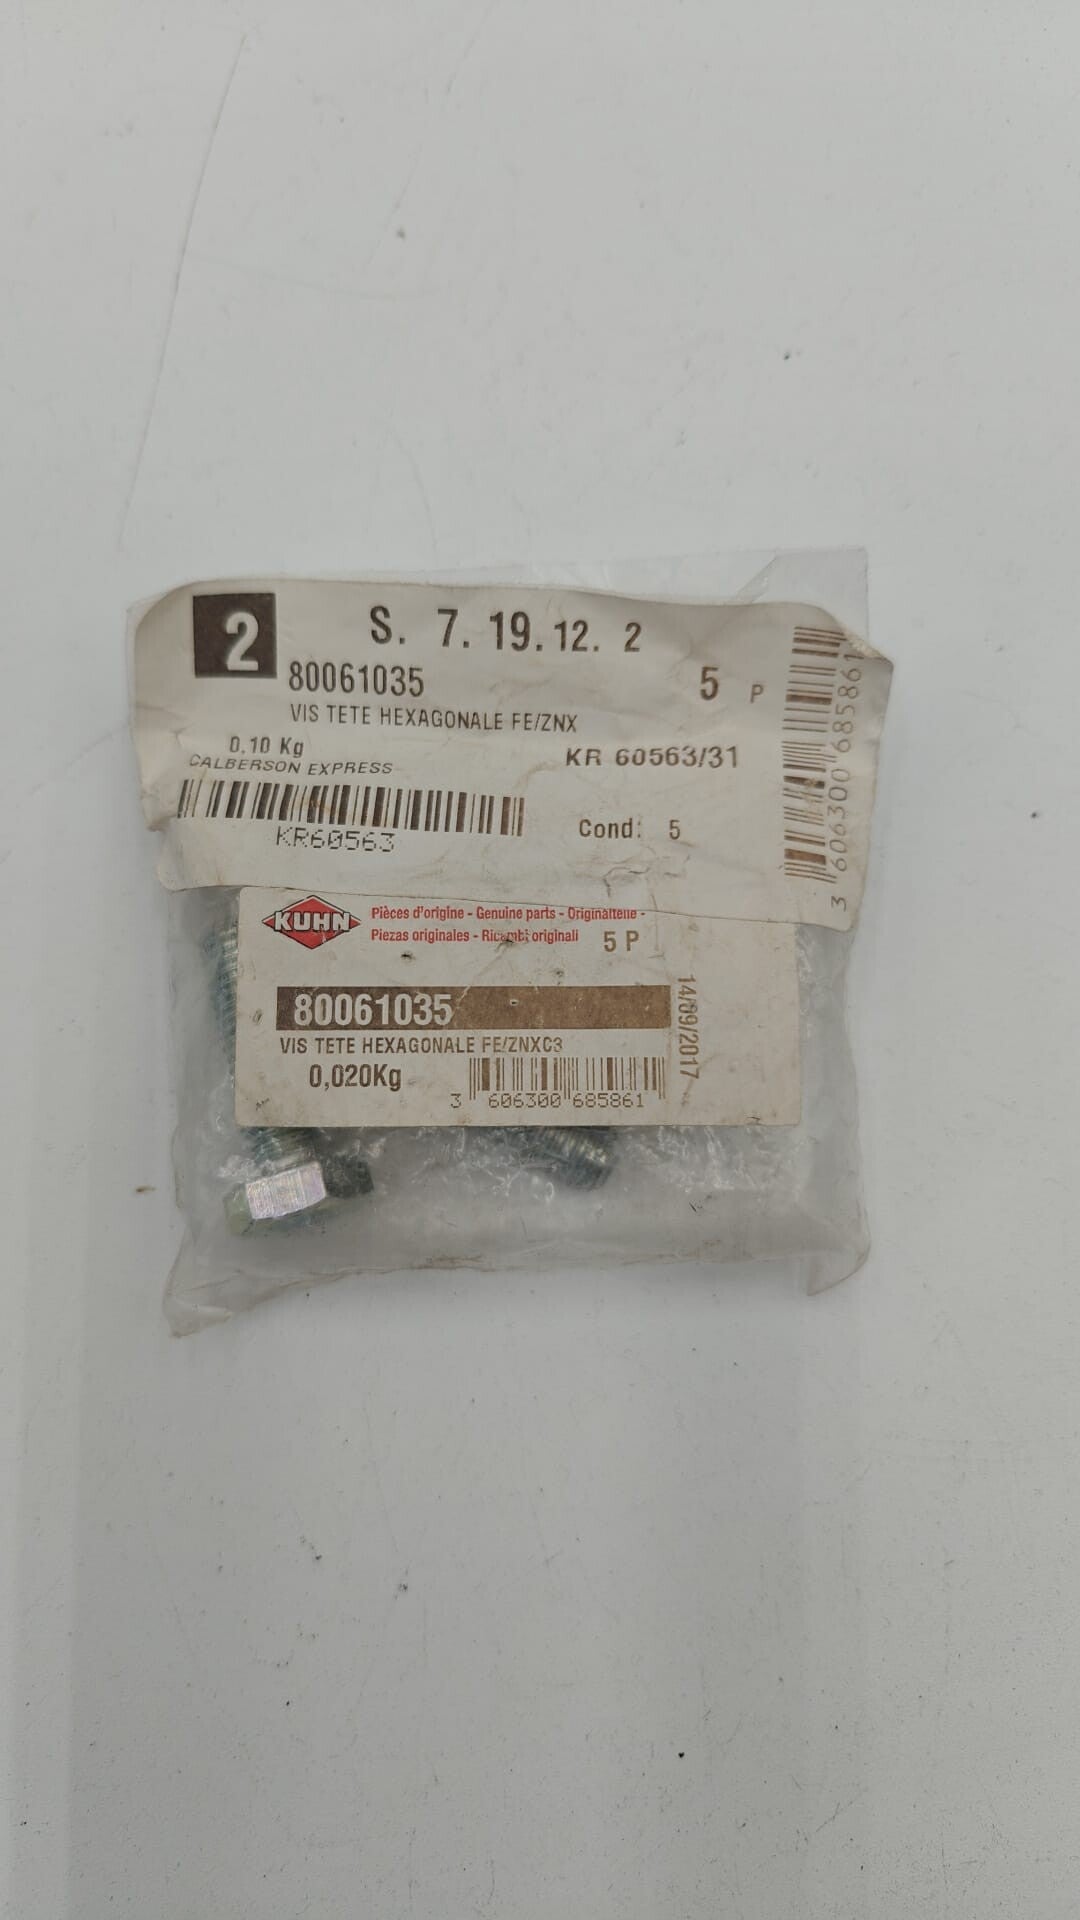 2
S. 7. 19. 12. 2
80061035
5 P
VIS TETE HEXAGONALE FE/ZNX
0.10 Kg
KR 60563/31
CALBERSON EXPRESS
KR60563
Cond: 5
3 606300 685861
KUHN
Pièces d'origine - Genuine parts - Originalteile -
Piezas originales - Ricambi originali
5 P
80061035
VIS TETE HEXAGONALE FE/ZNXC3
0,020Kg
3 606300 685861
14/09/2017